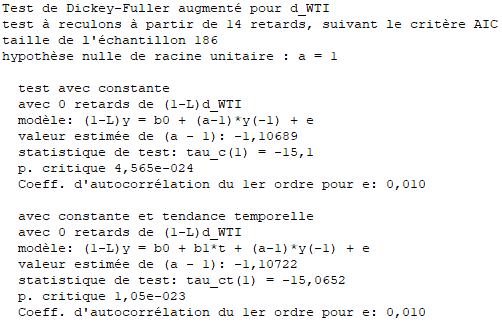 Test de Dickey-Fuller augmenté pour d_WTI
test à reculons à partir de 14 retards, suivant le critère AIC
taille de l'échantillon 186
hypothèse nulle de racine unitaire : a = 1
test avec constante
avec 0 retards de (1-L)d_WTI
modèle: (1-L)y = b0 + (a-1)*y(-1) + e
valeur estimée de (a - 1): -1,10689
statistique de test: tau_c(1) = -15,1
p. critique 4,565e-024
Coeff. d'autocorrélation du 1er ordre pour e: 0,010
avec constante et tendance temporelle
avec 0 retards de (1-L)d_WTI
modèle: (1-L)y = b0 + b1*t + (a-1)*y(-1) + e
valeur estimée de (a - 1): -1,10722
statistique de test: tau_ct(1) = -15,0652
p. critique 1,05e-023
Coeff. d'autocorrélation du 1er ordre pour e: 0,010